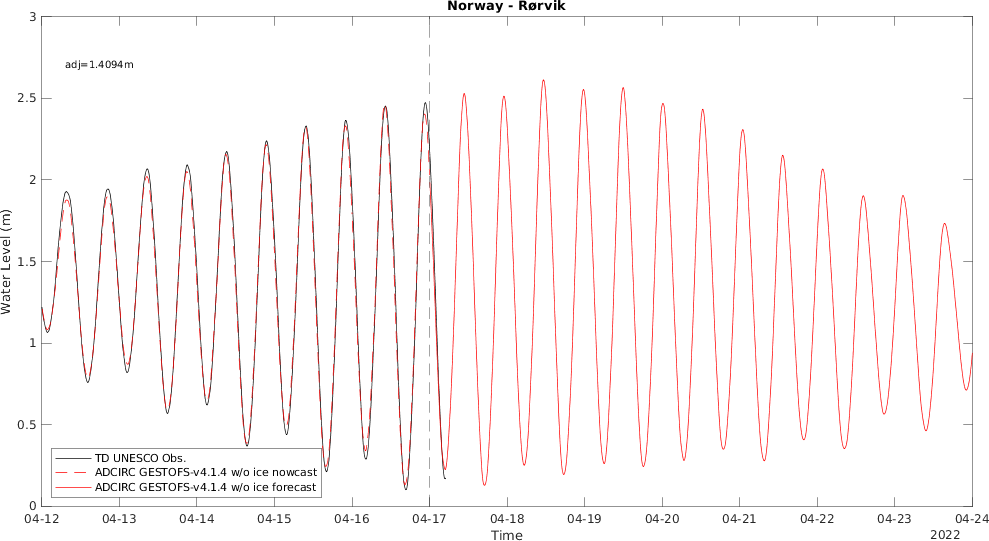 Norway - Rørvik
adj=1.4094m
Water Level (m)
3
2.5
2
1.5
1
0.5
0
TD UNESCO Obs.
ADCIRC GESTOFS-v4.1.4 w/o ice nowcast
ADCIRC GESTOFS-v4.1.4 w/o ice forecast
04-12 04-13 04-14 04-15 04-16 04-17 04-18 04-19 04-20 04-21 04-22 04-23 04-24
Time
2022